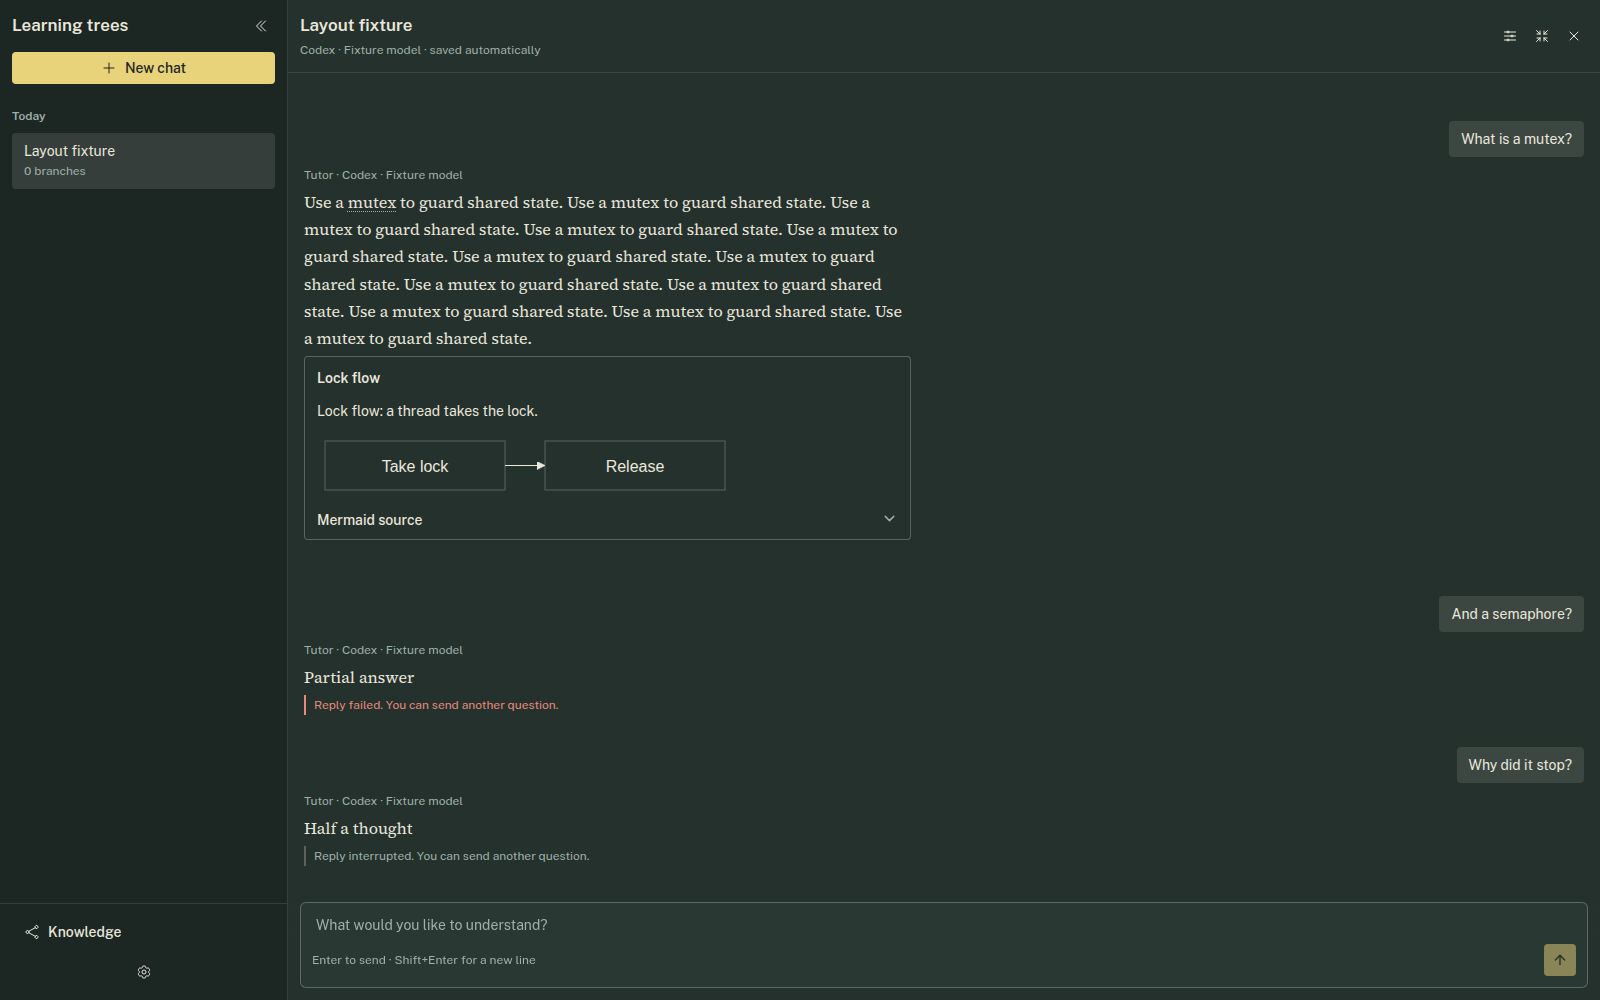 Learning trees
New chat
Today
Layout fixture
0 branches
Knowledge
Layout fixture
Codex · Fixture model · saved automatically
What is a mutex?
Tutor · Codex · Fixture model
Use a mutex to guard shared state. Use a mutex to guard shared state. Use a
mutex to guard shared state. Use a mutex to guard shared state. Use a mutex to
guard shared state. Use a mutex to guard shared state. Use a mutex to guard
shared state. Use a mutex to guard shared state. Use a mutex to guard shared
state. Use a mutex to guard shared state. Use a mutex to guard shared state. Use
a mutex to guard shared state.
Lock flow
Lock flow: a thread takes the lock.
Take lock
Release
Mermaid source
And a semaphore?
Tutor · Codex · Fixture model
Partial answer
Reply failed. You can send another question.
Why did it stop?
Tutor · Codex · Fixture model
Half a thought
Reply interrupted. You can send another question.
What would you like to understand?
Enter to send · Shift+Enter for a new line